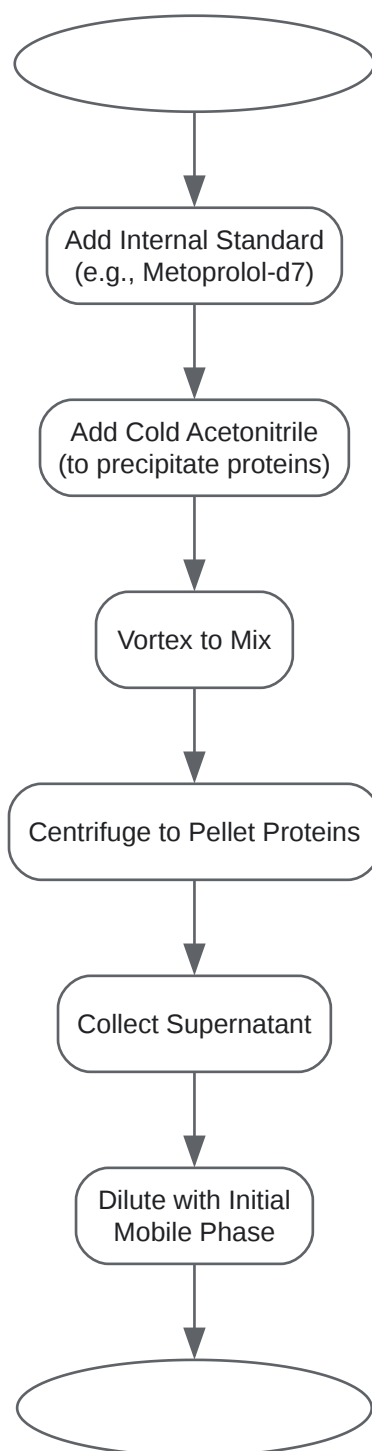 Add Internal Standard
(e.g., Metoprolol-d7)
Add Cold Acetonitrile
(to precipitate proteins)
Vortex to Mix
Centrifuge to Pellet Proteins
Collect Supernatant
Dilute with Initial
Mobile Phase